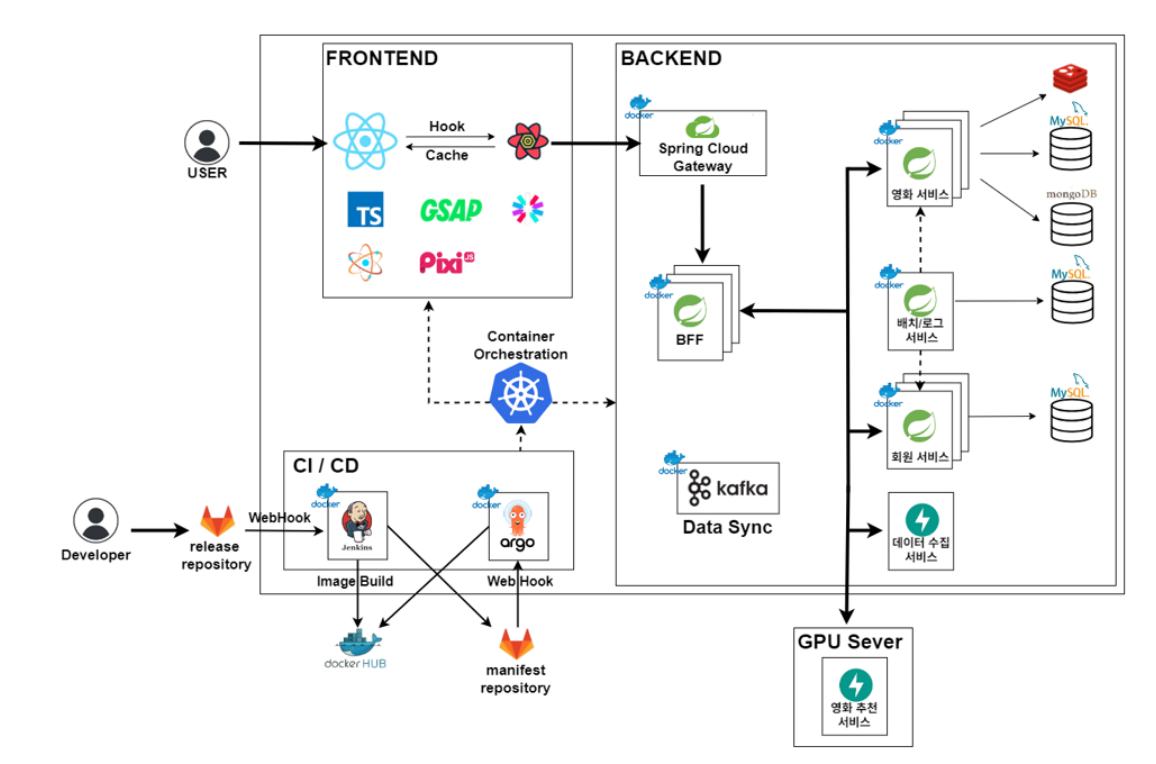 FRONTEND
BACKEND
docker
Spring Cloud
Gateway
Hook
Cache
USER
TS
GSAP
Pixi JS
docker
영화 서비스
MySQL
mongoDB
docker
BFF
docker
배치/로그
서비스
MySQL
Container
Orchestration
docker
회원 서비스
MySQL
CI / CD
docker
Jenkins
docker
argo
docker
kafka
Data Sync
데이터 수집
서비스
Developer
WebHook
release
repository
Image Build
Web Hook
docker HUB
manifest
repository
GPU Sever
영화 추천
서비스